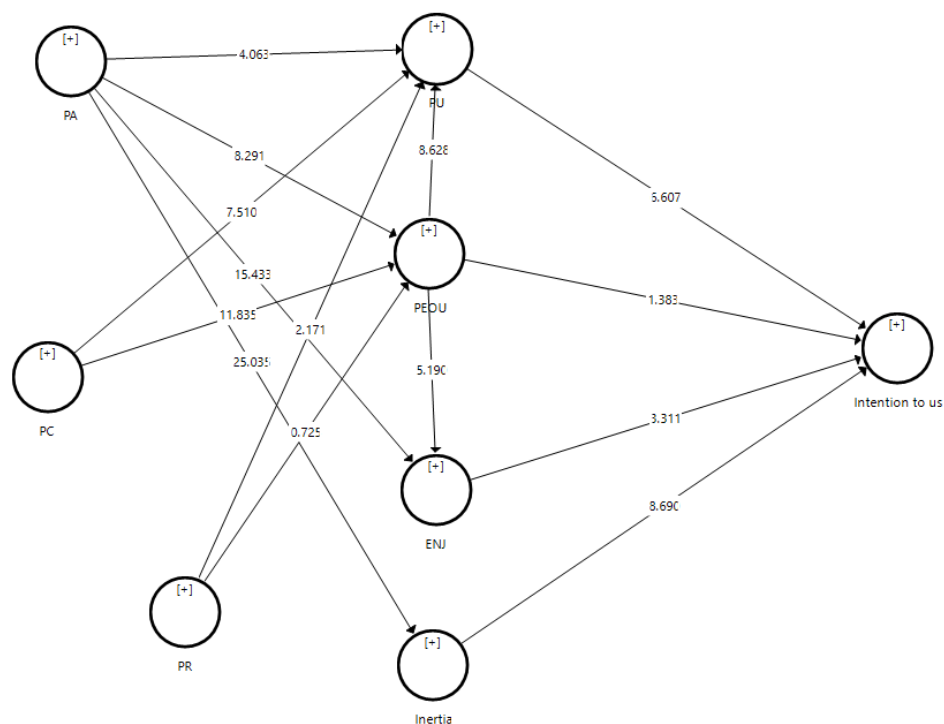 [+]
PA
[+]
PU
4.063
8.291
8.628
7.510
15.433
11.835
2.171
25.035
0.725
[+]
PEOU
6.607
1.383
5.190
3.311
8.690
[+]
PC
[+]
Intention to us
[+]
ENJ
[+]
PR
[+]
Inertia